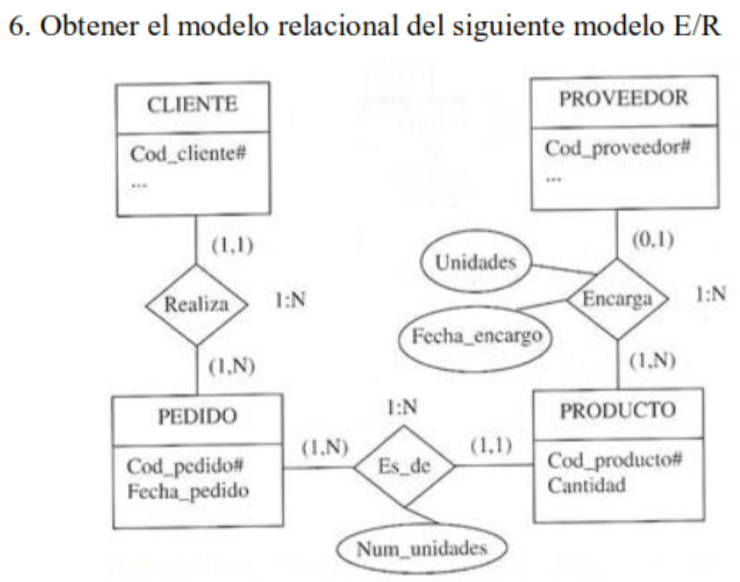 6. Obtener el modelo relacional del siguiente modelo E/R
CLIENTE
Cod_cliente#
...
PROVEEDOR
Cod_proveedor#
...
(1,1)
(0,1)
Unidades
Realiza
1:N
Encarga
1:N
Fecha_encargo
(1,N)
(1,N)
PEDIDO
Cod_pedido#
Fecha_pedido
1:N
(1,N)
Es_de
(1,1)
PRODUCTO
Cod_producto#
Cantidad
Num_unidades